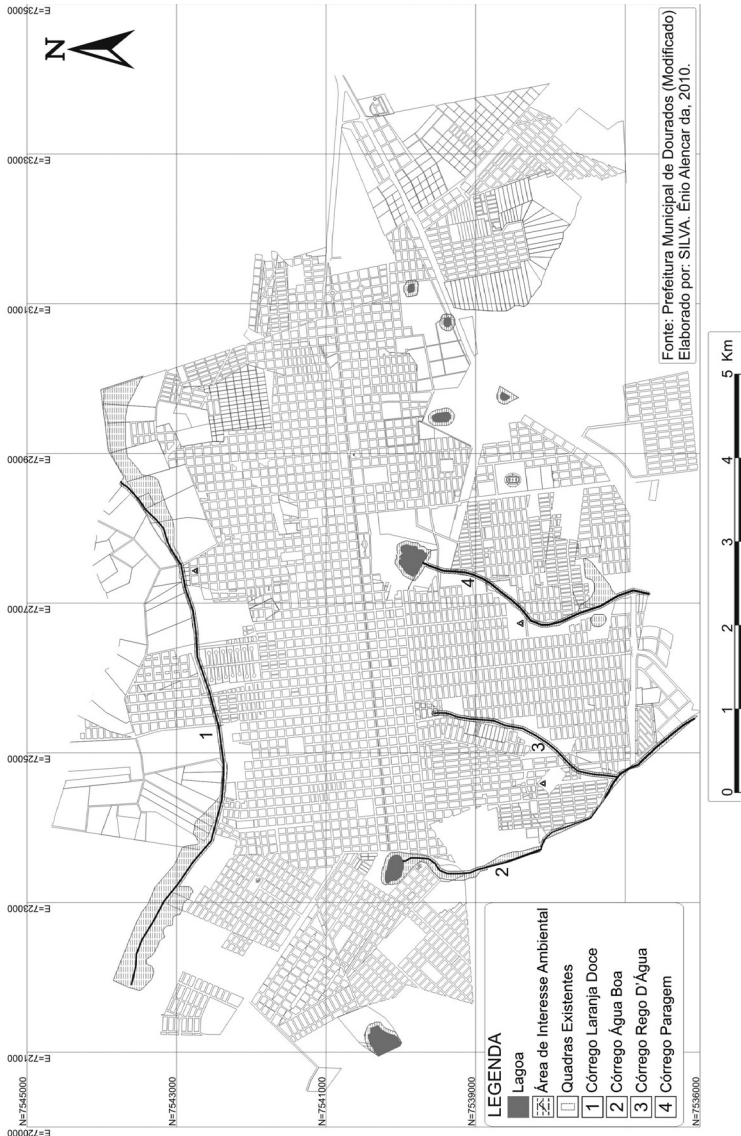 N
E=720000
E=721000
E=723000
E=725000
E=727000
E=729000
E=731000
E=733000
E=735000
N=7545000
N=7543000
N=7541000
N=7539000
N=7536000
1
2
3
4
LEGENDA
Lagoa
Área de Interesse Ambiental
Quadras Existentes
1 Córrego Laranja Doce
2 Córrego Água Boa
3 Córrego Rego D'Água
4 Córrego Paragem
Fonte: Prefeitura Municipal de Dourados (Modificado)
Elaborado por: SILVA. Ênio Alencar da, 2010.
0 1 2 3 4 5 Km